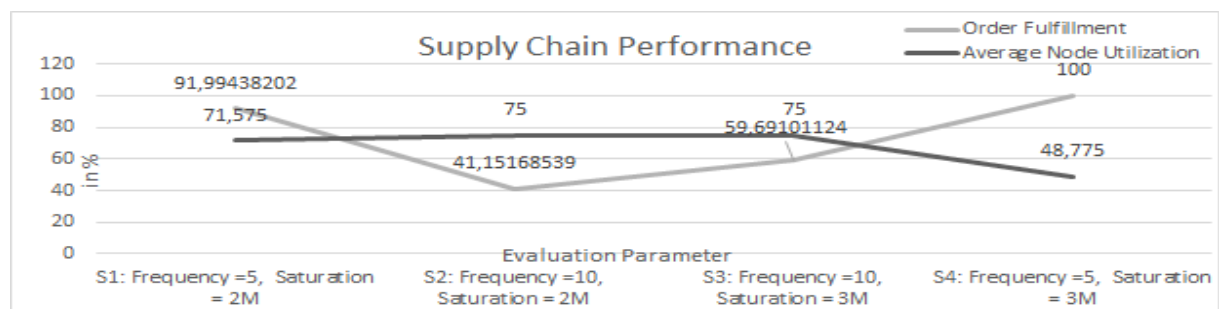 Supply Chain Performance
Order Fulfillment
Average Node Utilization
in %
120
100
80
60
40
20
0
91,99438202
71,575
75
41,15168539
75
59,69101124
100
48,775
Evaluation Parameter
S1: Frequency =5, Saturation
= 2M
S2: Frequency =10,
Saturation = 2M
S3: Frequency =10,
Saturation = 3M
S4: Frequency =5, Saturation
= 3M